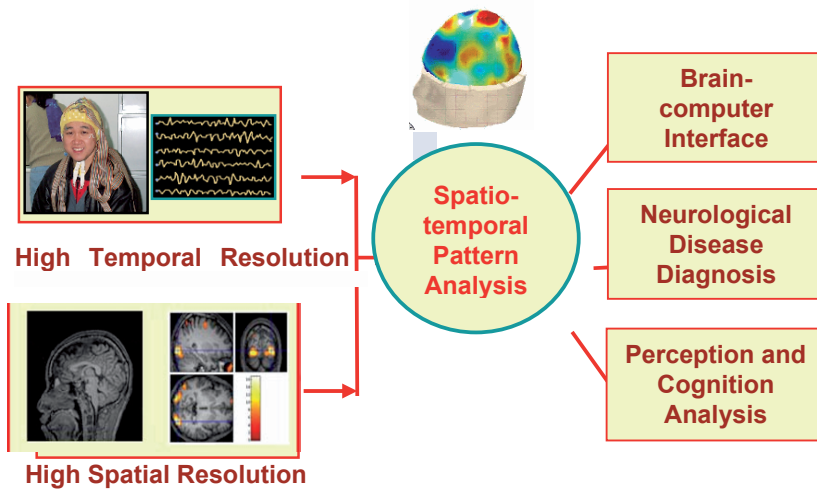 High Temporal Resolution
High Spatial Resolution
Spatio-
temporal
Pattern
Analysis
Brain-
computer
Interface
Neurological
Disease
Diagnosis
Perception and
Cognition
Analysis